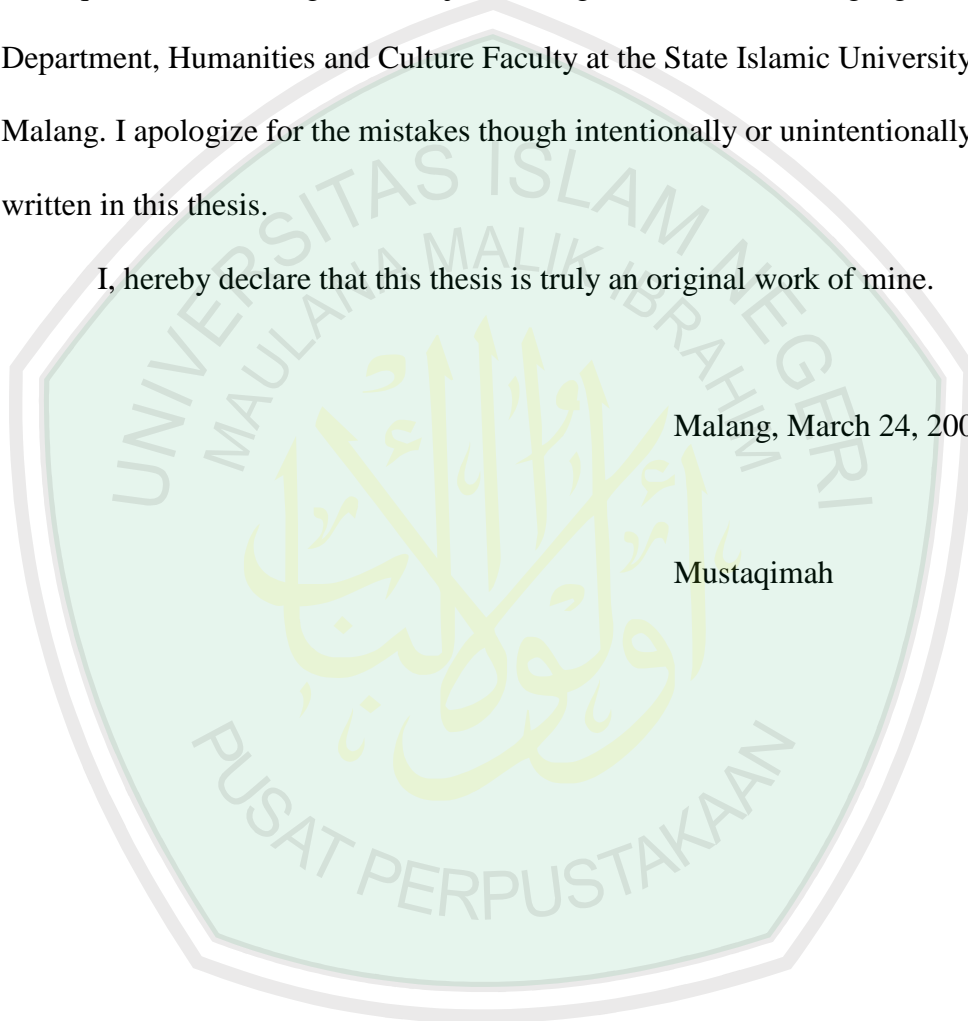 Department, Humanities and Culture Faculty at the State Islamic University
Malang. I apologize for the mistakes though intentionally or unintentionally
written in this thesis.
I, hereby declare that this thesis is truly an original work of mine.
Malang, March 24, 200
Mustaqimah
UNIVERSITAS ISLAM NEGERI
MAULANA MALIK IBRAHIM
PUSAT PERPUSTAKAAN